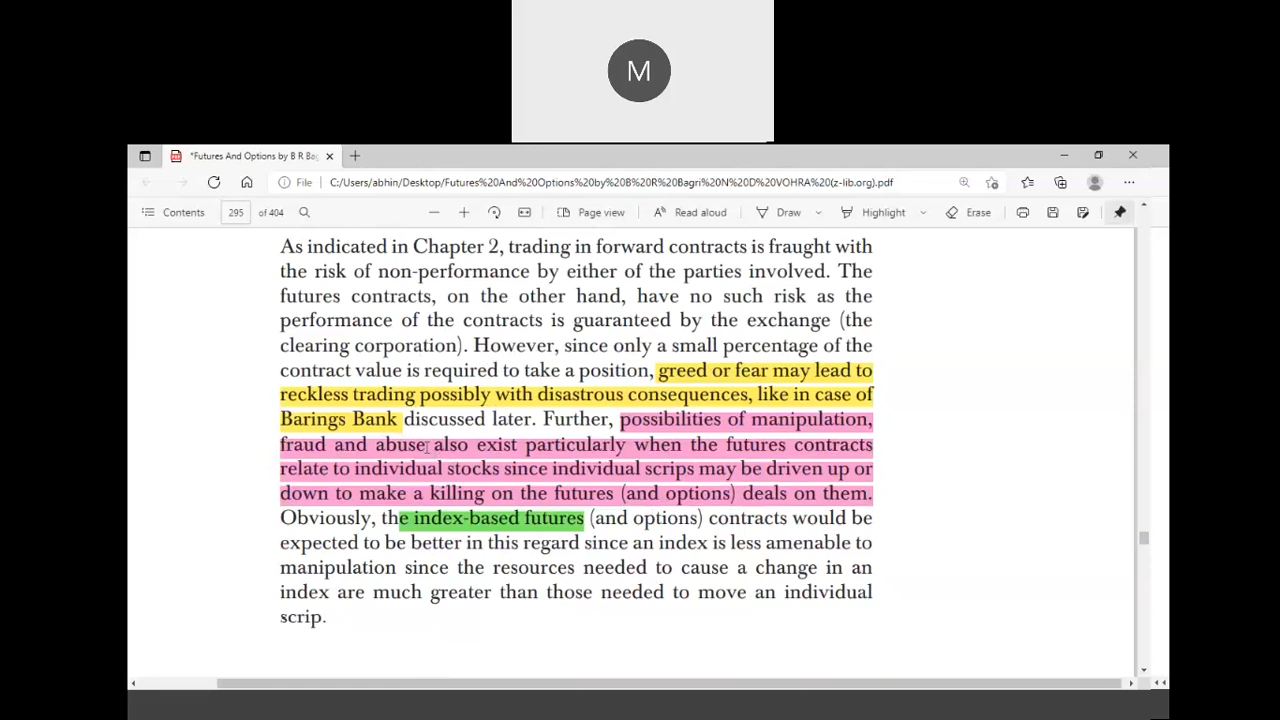 M
*Futures And Options by B R Bag
File C:/Users/abhin/Desktop/Futures%20And%20Options%20by%20B%20R%20Bagri%20N%20D%20VOHRA%20(z-lib.org).pdf
Contents 295 of 404 Page view Read aloud Draw Highlight Erase
As indicated in Chapter 2, trading in forward contracts is fraught with
the risk of non-performance by either of the parties involved. The
futures contracts, on the other hand, have no such risk as the
performance of the contracts is guaranteed by the exchange (the
clearing corporation). However, since only a small percentage of the
contract value is required to take a position, greed or fear may lead to
reckless trading possibly with disastrous consequences, like in case of
Barings Bank discussed later. Further, possibilities of manipulation,
fraud and abuse also exist particularly when the futures contracts
relate to individual stocks since individual scrips may be driven up or
down to make a killing on the futures (and options) deals on them.
Obviously, the index-based futures (and options) contracts would be
expected to be better in this regard since an index is less amenable to
manipulation since the resources needed to cause a change in an
index are much greater than those needed to move an individual
scrip.